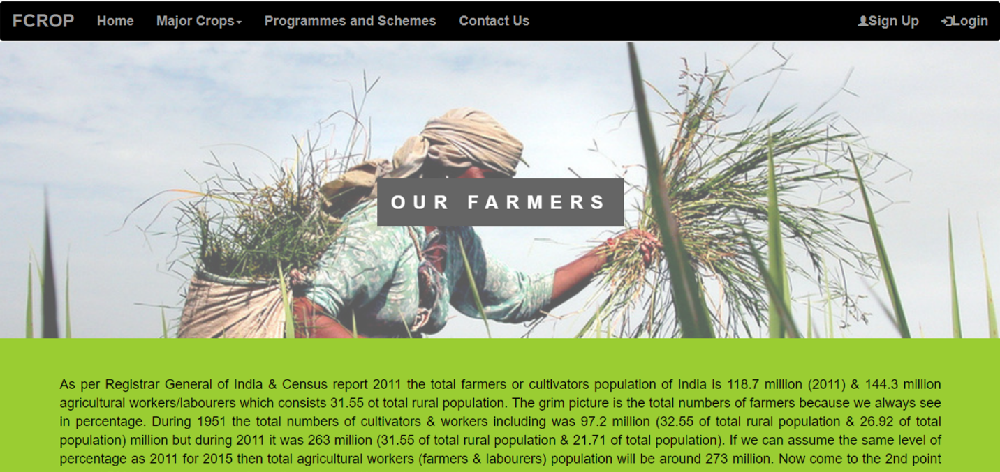 FCROP Home Major Crops Programmes and Schemes Contact Us Sign Up Login
OUR FARMERS
As per Registrar General of India & Census report 2011 the total farmers or cultivators population of India is 118.7 million (2011) & 144.3 million
agricultural workers/labourers which consists 31.55 ot total rural population. The grim picture is the total numbers of farmers because we always see
in percentage. During 1951 the total numbers of cultivators & workers including was 97.2 million (32.55 of total rural population & 26.92 of total
population) million but during 2011 it was 263 million (31.55 of total rural population & 21.71 of total population). If we can assume the same level of
percentage as 2011 for 2015 then total agricultural workers (farmers & labourers) population will be around 273 million. Now come to the 2nd point